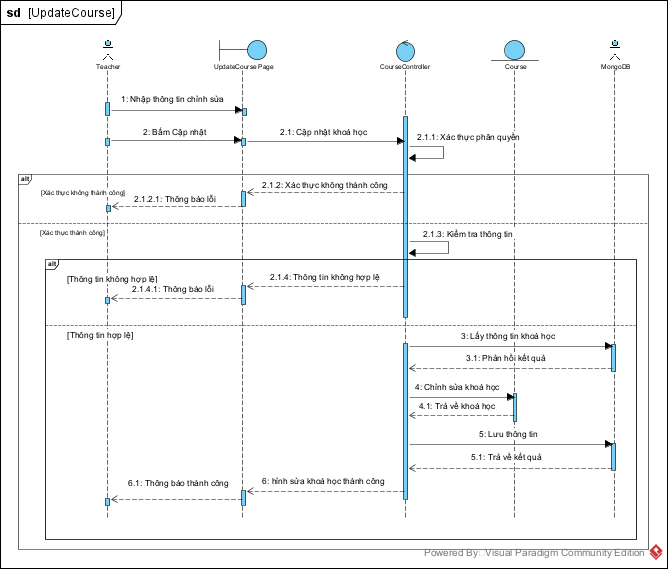 sd [UpdateCourse]
Teacher
UpdateCourse Page
CourseController
Course
MongoDB
1: Nhập thông tin chỉnh sửa
2: Bấm Cập nhật
2.1: Cập nhật khoá học
2.1.1: Xác thực phân quyền
alt
2.1.2: Xác thực không thành công
[Xác thực không thành công]
2.1.2.1: Thông báo lỗi
[Xác thực thành công]
2.1.3: Kiểm tra thông tin
alt
[Thông tin không hợp lệ]
2.1.4: Thông tin không hợp lệ
2.1.4.1: Thông báo lỗi
[Thông tin hợp lệ]
3: Lấy thông tin khoá học
3.1: Phản hồi kết quả
4: Chỉnh sửa khoá học
4.1: Trả về khoá học
5: Lưu thông tin
5.1: Trả về kết quả
6: hỉnh sửa khoá học thành công
6.1: Thông báo thành công
Powered By Visual Paradigm Community Edition